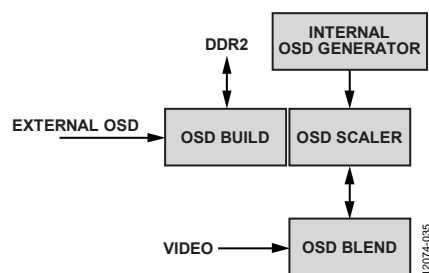 INTERNAL
OSD GENERATOR
DDR2
EXTERNAL OSD
OSD BUILD
OSD SCALER
VIDEO
OSD BLEND
12074-035